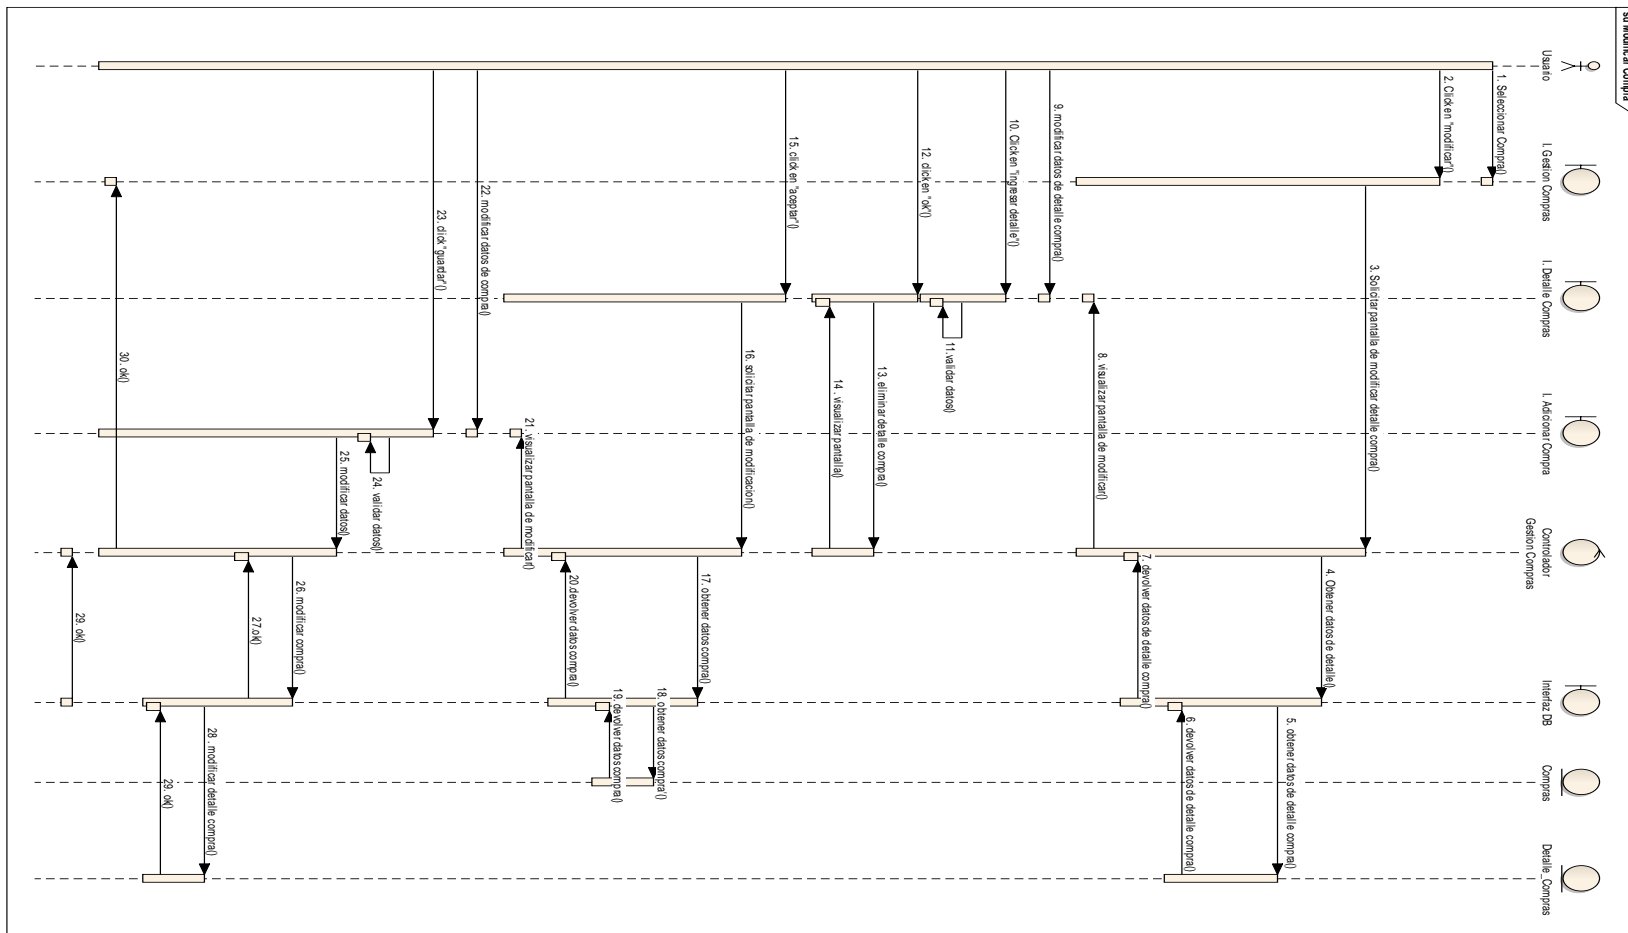 sd Modificar Compra
Usuario
I. Gestion Compras
I. Detalle Compras
I. Adicionar Compra
Controlador
Gestion Compras
Interfaz DB
Compras
Detalle_Compras
1. Seleccionar Compra()
2. Click en "modificar"()
3. Solicitar pantalla de modificar detalle compra()
4. Obtener datos de detalle()
5. obtener datos de detalle compra()
6. devolver datos de detalle compra()
7. devolver datos de detalle compra()
8. visualizar pantalla de modificar()
9. modificar datos de detalle compra()
10. Click en "ingresar detalle"()
11.validar datos()
12. click en "ok"()
13. eliminar detalle compra()
14 . visualizar pantalla()
15. click en "aceptar"()
16. solicitar pantalla de modificacion()
17. obtener datos compra()
18. obtener datos compra'()
19. devolver datos compra()
20.devolver datos compra()
21. visualizar pantalla de modificar()
22. modificar datos de compra()
23. click "guardar"()
24. validar datos()
25. modificar datos()
26. modificar compra()
27.ok()
28 . modificar detalle compra()
29. ok()
29. ok()
30. ok()